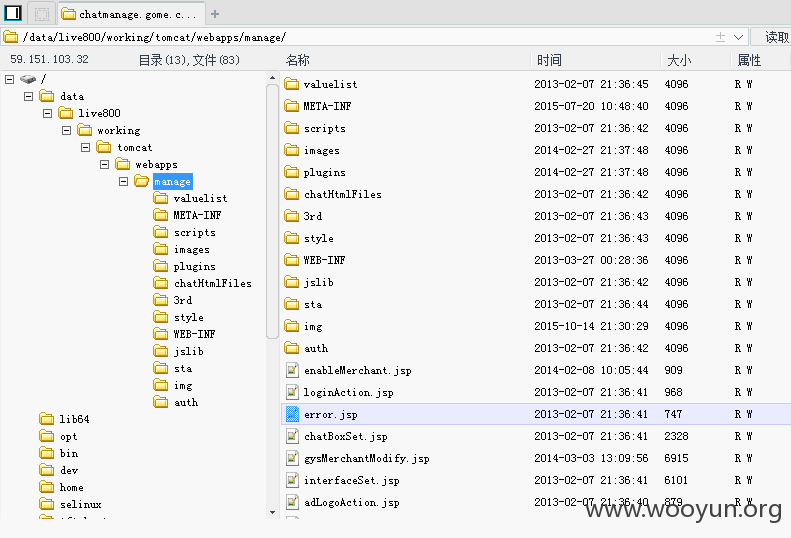 chatmanage.gome.c...
/data/live800/working/tomcat/webapps/manage/
读取
59.151.103.32 目录(13),文件(83) 名称 时间 大小 属性
/
data
live800
working
tomcat
webapps
manage
valuelist
META-INF
scripts
images
plugins
chatHtmlFiles
3rd
style
WEB-INF
jslib
sta
img
auth
lib64
opt
bin
dev
home
selinux
valuelist 2013-02-07 21:36:45 4096 R W
META-INF 2015-07-20 10:48:40 4096 R W
scripts 2013-02-07 21:36:42 4096 R W
images 2014-02-27 21:37:48 4096 R W
plugins 2014-02-27 21:37:48 4096 R W
chatHtmlFiles 2013-02-07 21:36:42 4096 R W
3rd 2013-02-07 21:36:43 4096 R W
style 2013-02-07 21:36:43 4096 R W
WEB-INF 2013-03-27 00:28:36 4096 R W
jslib 2013-02-07 21:36:42 4096 R W
sta 2013-02-07 21:36:44 4096 R W
img 2015-10-14 21:30:29 4096 R W
auth 2013-02-07 21:36:42 4096 R W
enableMerchant.jsp 2014-02-08 10:05:44 909 R W
loginAction.jsp 2013-02-07 21:36:41 968 R W
error.jsp 2013-02-07 21:36:41 747 R W
chatBoxSet.jsp 2013-02-07 21:36:41 2328 R W
gysMerchantModify.jsp 2014-03-03 13:09:56 6915 R W
interfaceSet.jsp 2013-02-07 21:36:41 6101 R W
adLogoAction.jsp 2013-02-07 21:36:40 879 R W
www.wooyun.org